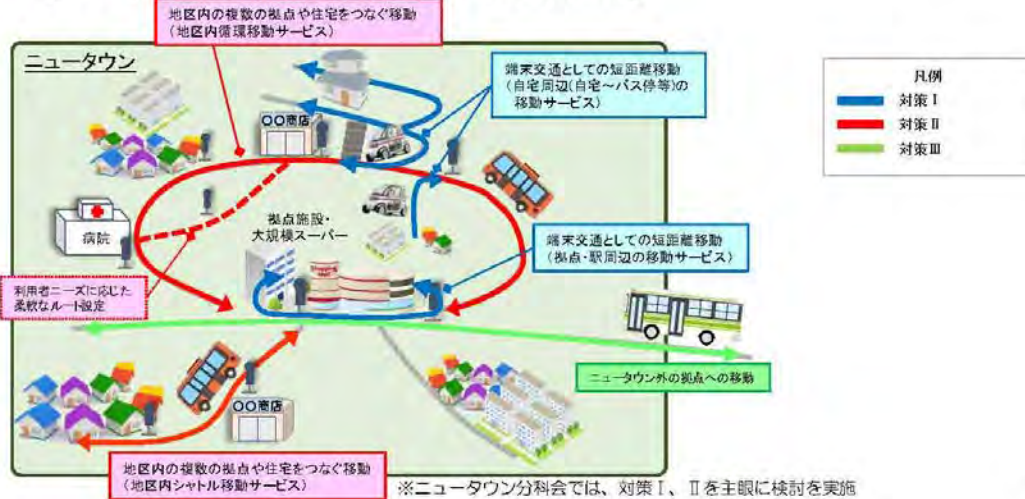 地区内の複数の拠点や住宅をつなぐ移動
（地区内循環移動サービス）
ニュータウン
端末交通としての短距離移動
（自宅周辺(自宅～バス停等)の
移動サービス）
凡例
対策Ⅰ
対策Ⅱ
対策Ⅲ
〇〇商店
病院
拠点施設・
大規模スーパー
端末交通としての短距離移動
（拠点・駅周辺の移動サービス）
利用者ニーズに応じた
柔軟なルート設定
ニュータウン外の拠点への移動
〇〇商店
地区内の複数の拠点や住宅をつなぐ移動
（地区内シャトル移動サービス）
※ニュータウン分科会では、対策Ⅰ、Ⅱを主眼に検討を実施